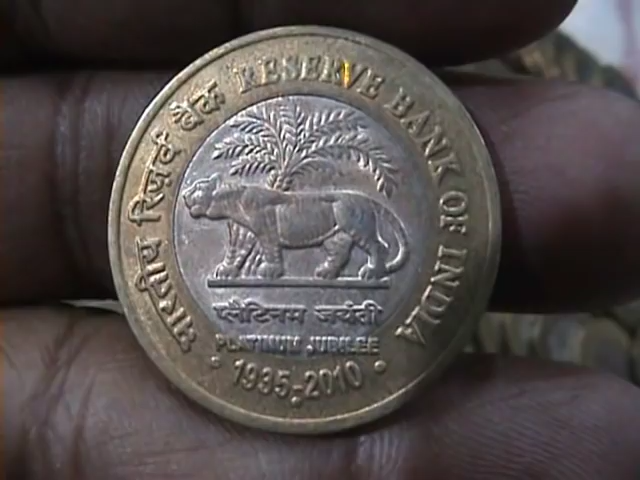 भारतीय रिज़र्व बैंक RESERVE BANK OF INDIA
प्लैटिनम जयंती
PLATINUM JUBILEE
1935-2010